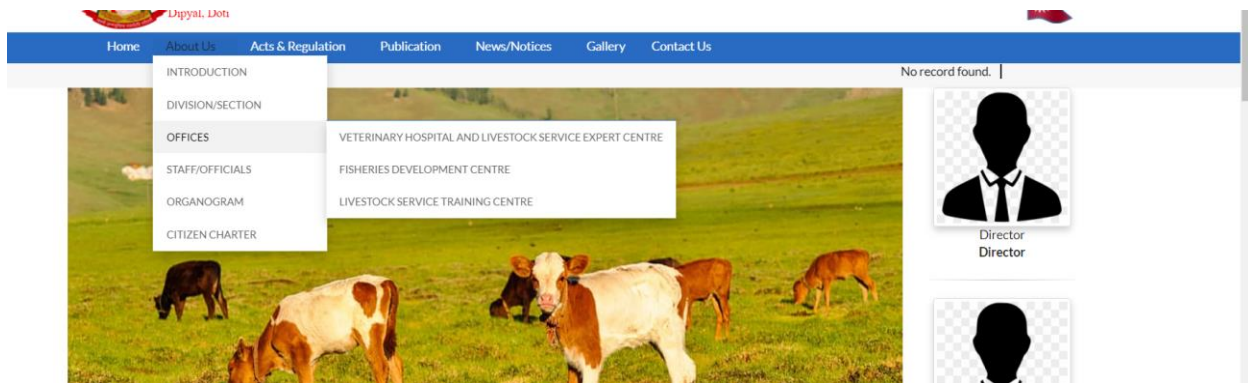 Dipyal, Doti
Home About Us Acts & Regulation Publication News/Notices Gallery Contact Us
No record found.
INTRODUCTION
DIVISION/SECTION
OFFICES
STAFF/OFFICIALS
ORGANOGRAM
CITIZEN CHARTER
VETERINARY HOSPITAL AND LIVESTOCK SERVICE EXPERT CENTRE
FISHERIES DEVELOPMENT CENTRE
LIVESTOCK SERVICE TRAINING CENTRE
Director
Director